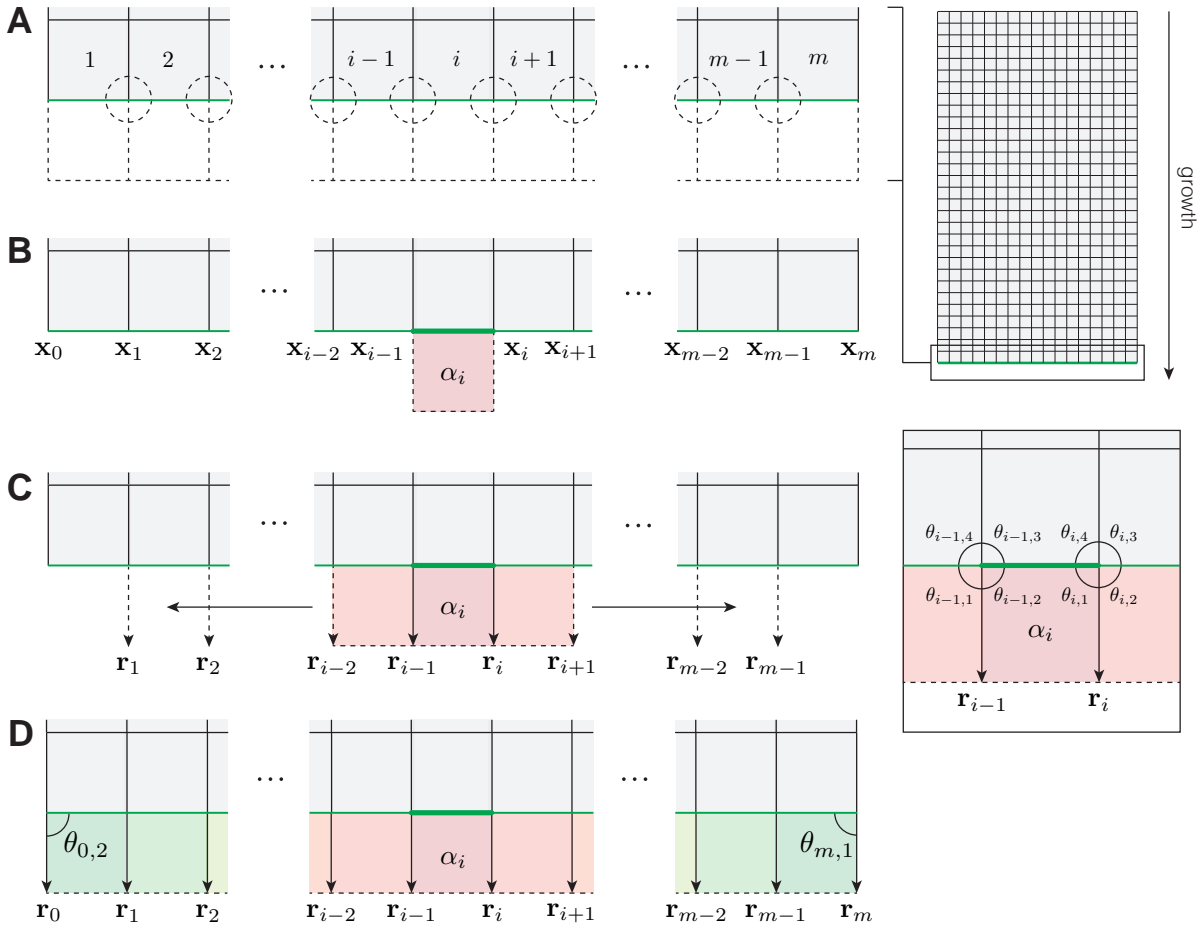 A
1 2 … i − 1 i i + 1 … m − 1 m
growth
B
… …
x₀ x₁ x₂ xᵢ₋₂ xᵢ₋₁ xᵢ xᵢ₊₁ xₘ₋₂ xₘ₋₁ xₘ
αᵢ
C
… …
αᵢ
r₁ r₂ rᵢ₋₂ rᵢ₋₁ rᵢ rᵢ₊₁ rₘ₋₂ rₘ₋₁
θᵢ₋₁,₄ θᵢ₋₁,₃ θᵢ,₄ θᵢ,₃
θᵢ₋₁,₁ θᵢ₋₁,₂ θᵢ,₁ θᵢ,₂
αᵢ
rᵢ₋₁ rᵢ
D
… …
θ₀,₂ αᵢ θₘ,₁
r₀ r₁ r₂ rᵢ₋₂ rᵢ₋₁ rᵢ rᵢ₊₁ rₘ₋₂ rₘ₋₁ rₘ